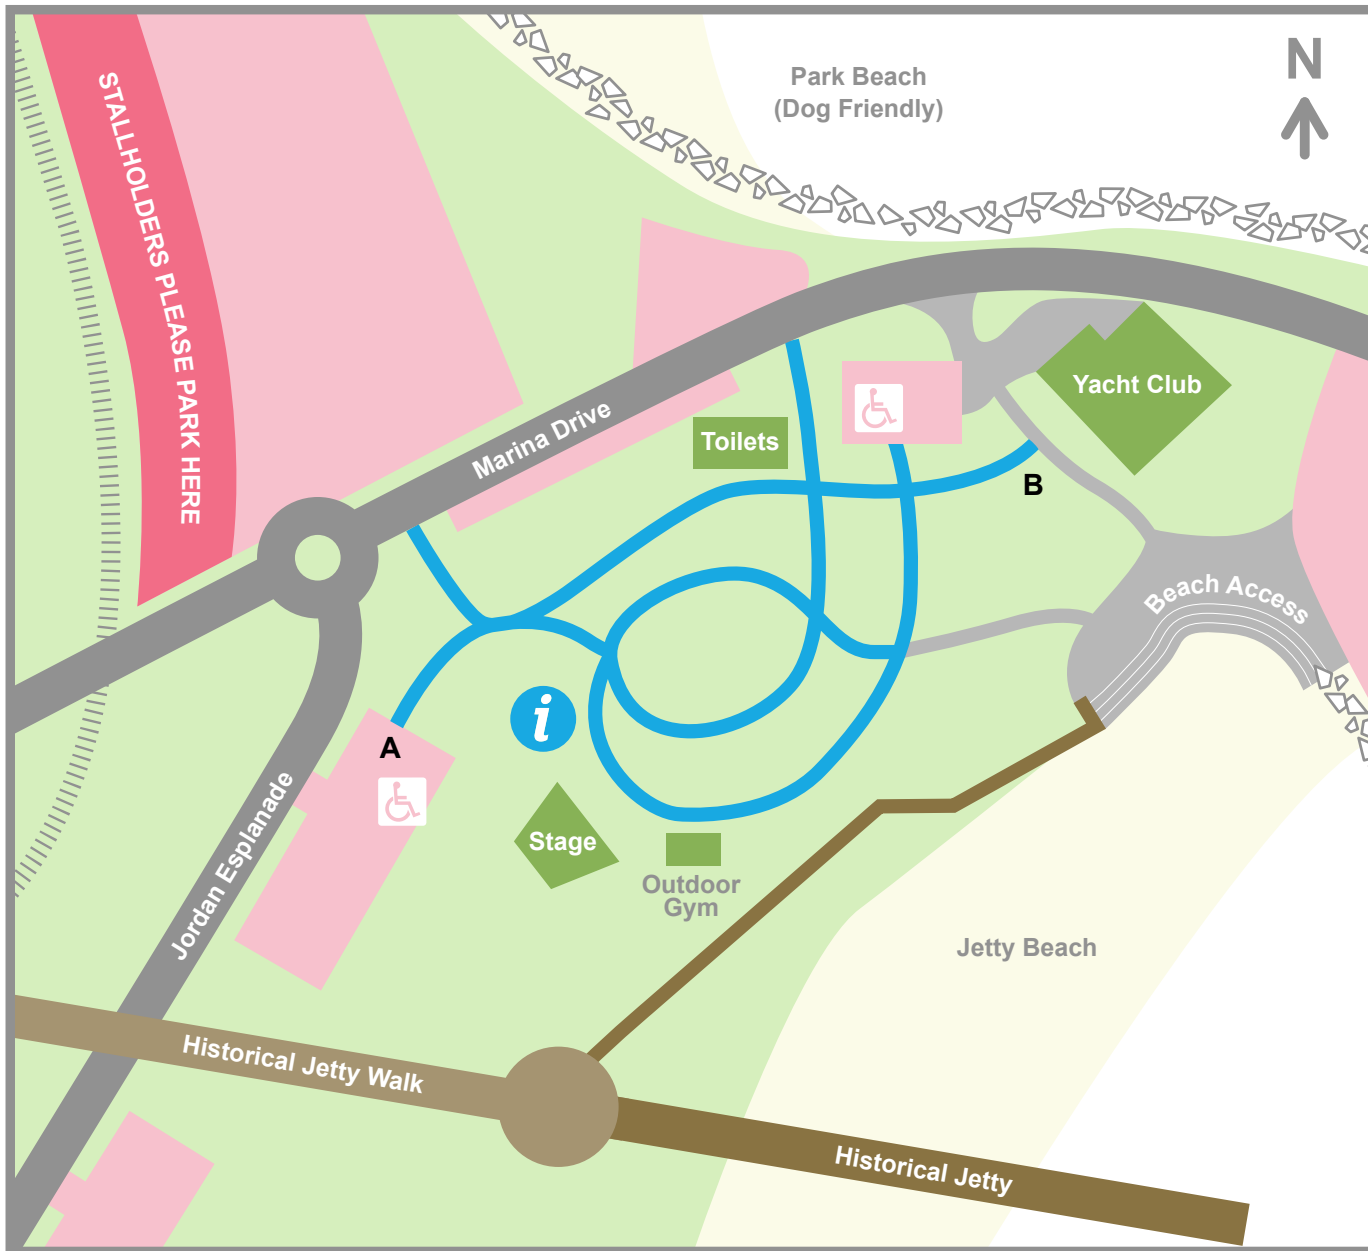 Park Beach
(Dog Friendly)
N
STALLHOLDERS PLEASE PARK HERE
Marina Drive
Toilets
Yacht Club
B
Beach Access
i
A
Jordan Esplanade
Stage
Outdoor
Gym
Jetty Beach
Historical Jetty Walk
Historical Jetty